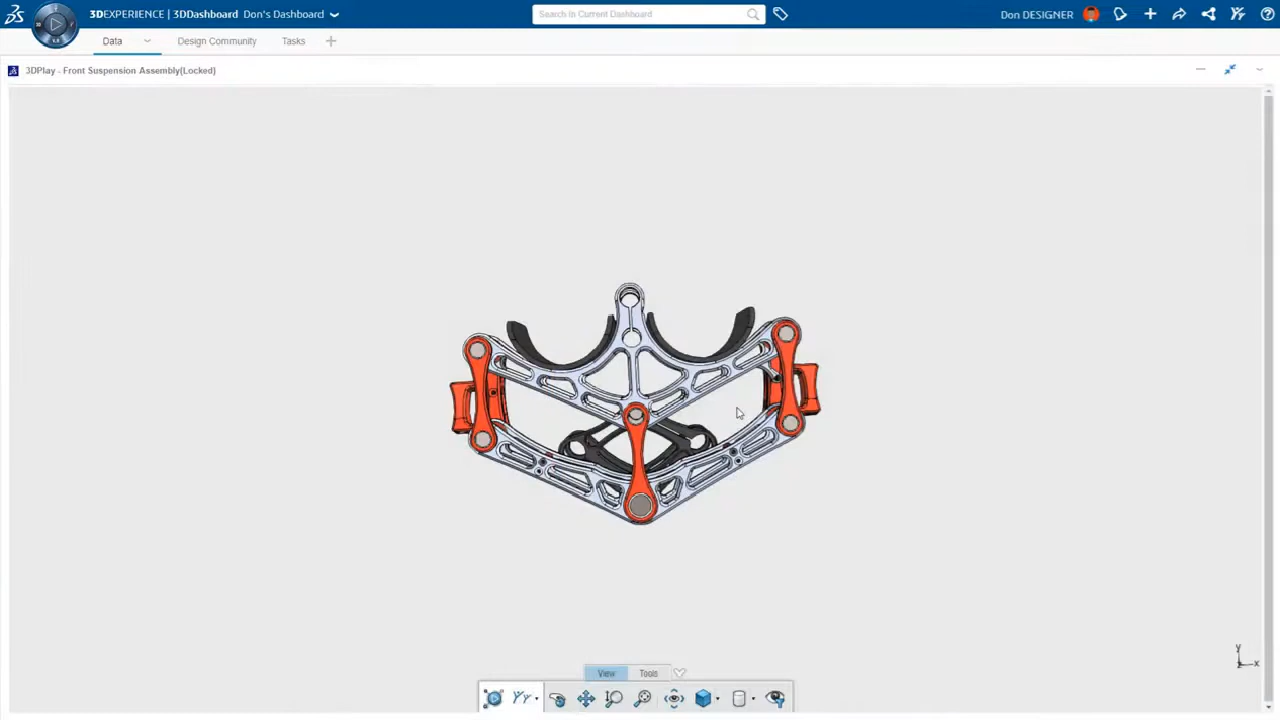 3DEXPERIENCE | 3DDashboard Don's Dashboard
Search in Current Dashboard
Don DESIGNER
Data
Design Community
Tasks
3DPlay - Front Suspension Assembly(Locked)
y
x
z
View
Tools